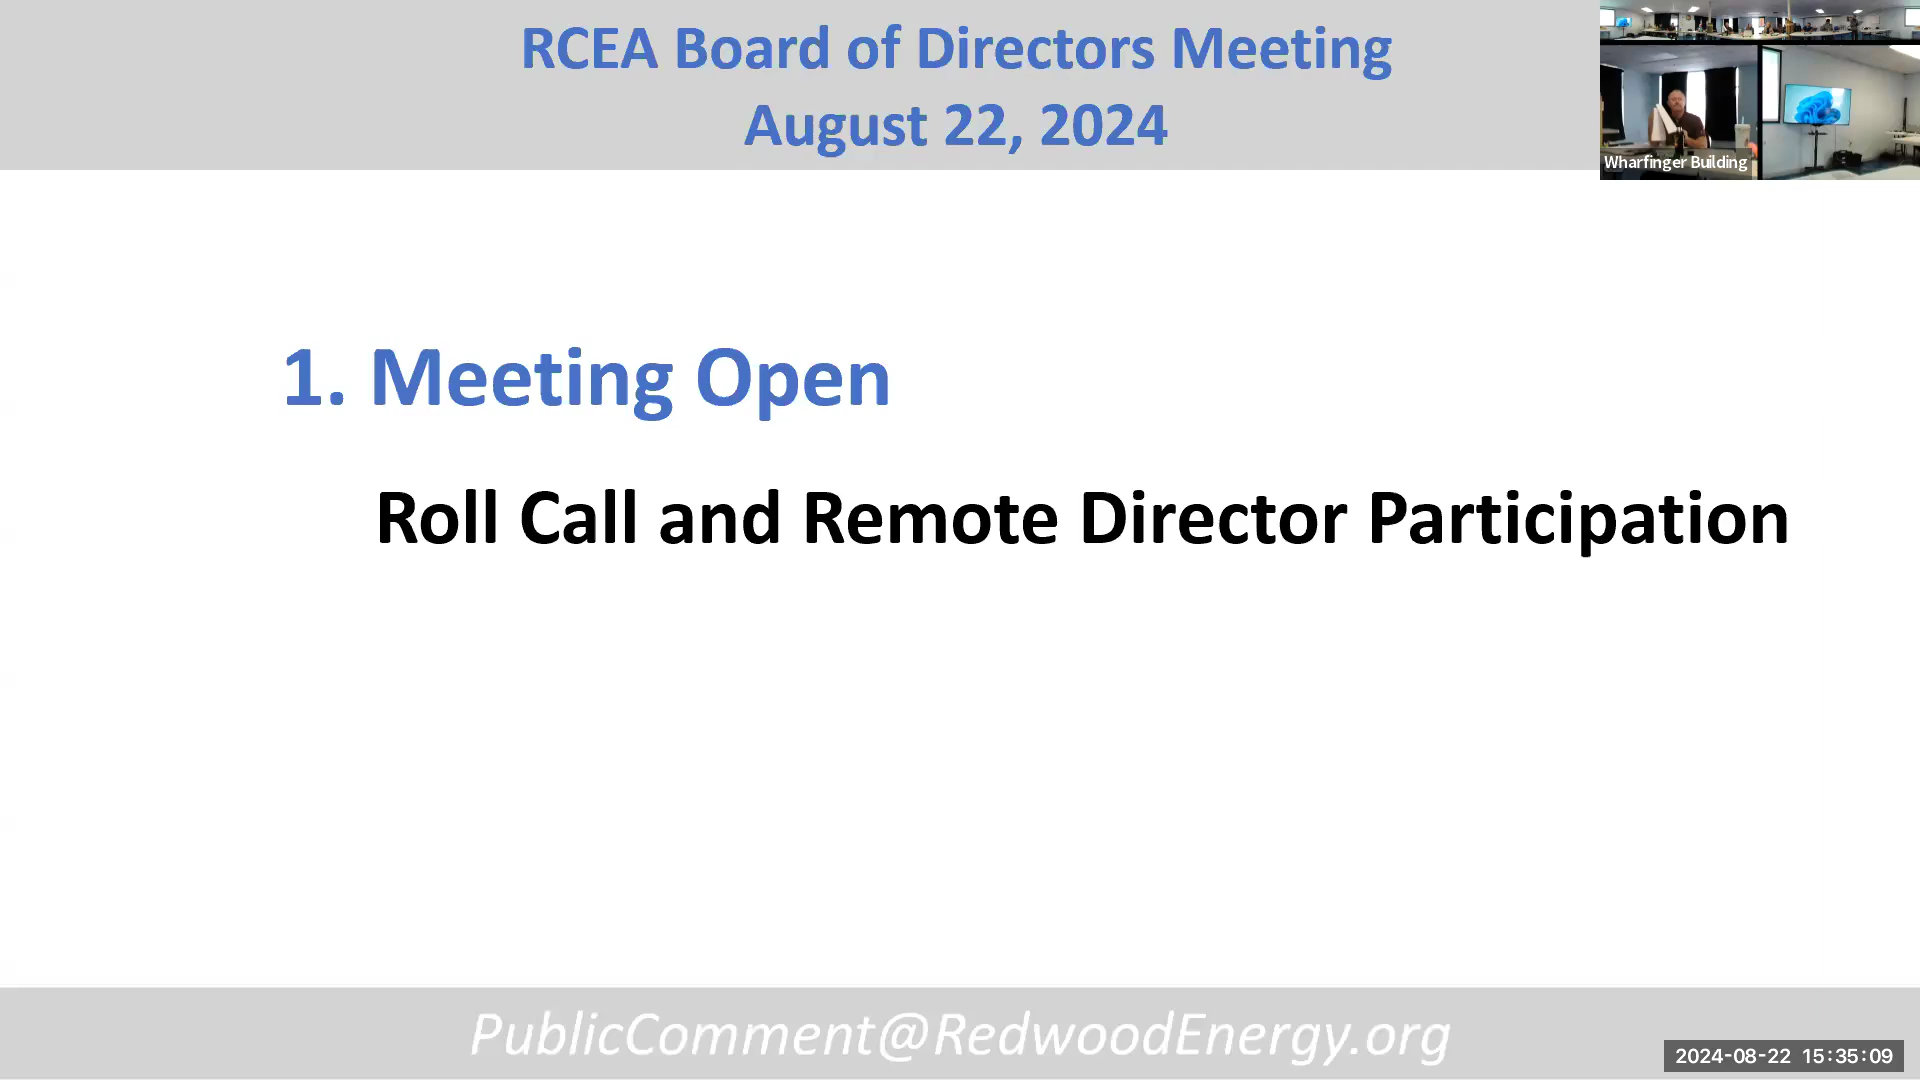 RCEA Board of Directors Meeting
August 22, 2024
Wharfinger Building
1. Meeting Open
Roll Call and Remote Director Participation
PublicComment@RedwoodEnergy.org
2024-08-22 15:35:09